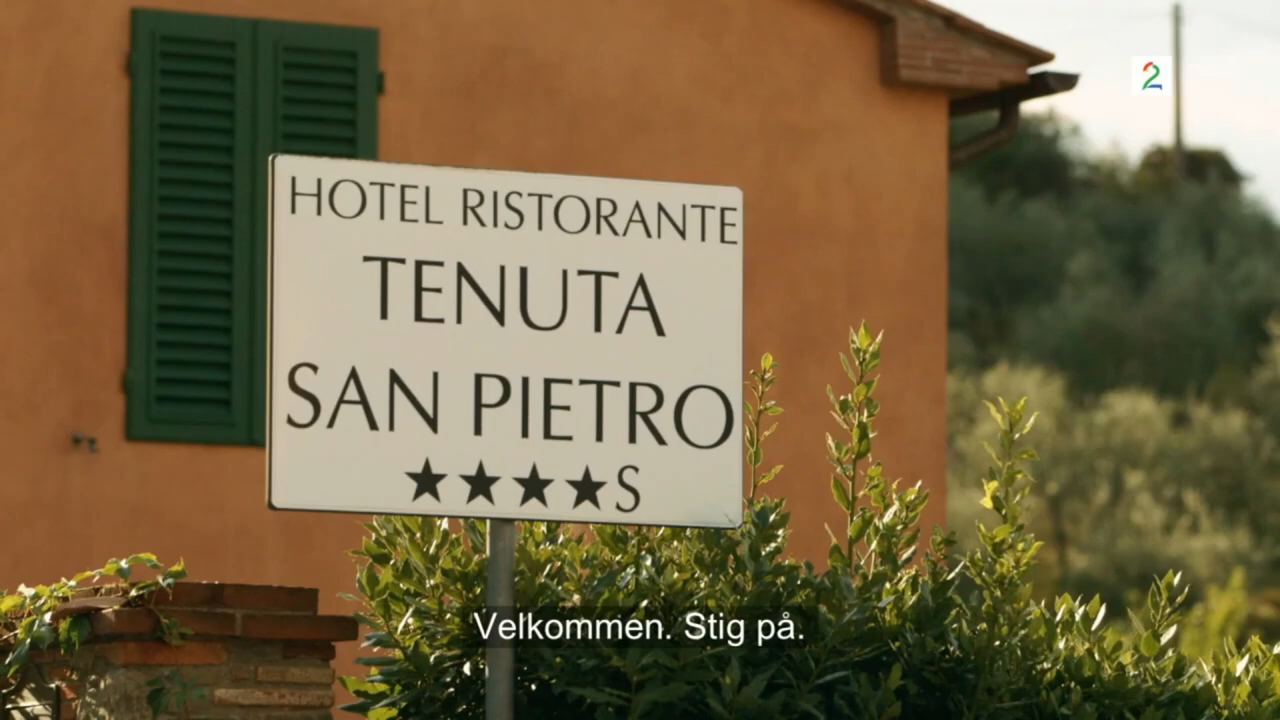 2
HOTEL RISTORANTE
TENUTA
SAN PIETRO
★★★★S
Velkommen. Stig på.